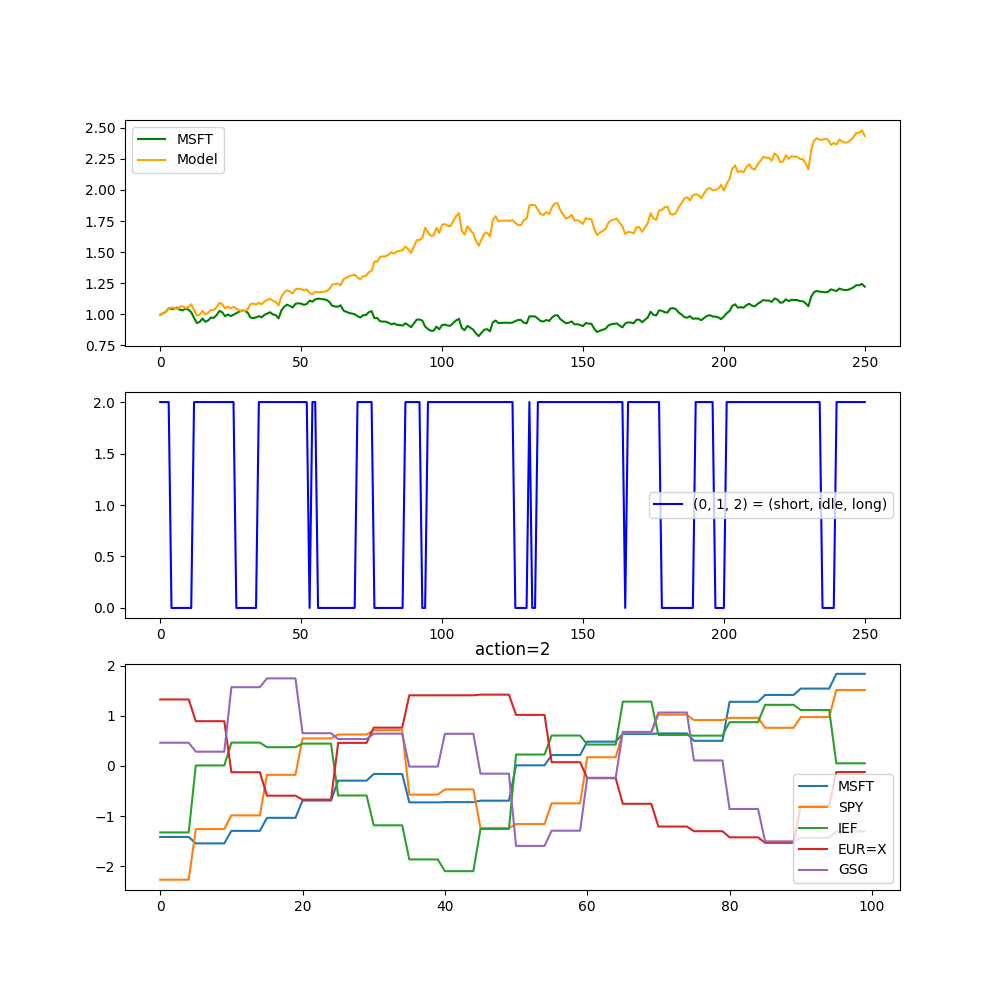 2.50
2.25
2.00
1.75
1.50
1.25
1.00
0.75
MSFT
Model
0 50 100 150 200 250
2.0
1.5
1.0
0.5
0.0
(0, 1, 2) = (short, idle, long)
0 50 100 150 200 250
action=2
2
1
0
−1
−2
MSFT
SPY
IEF
EUR=X
GSG
0 20 40 60 80 100